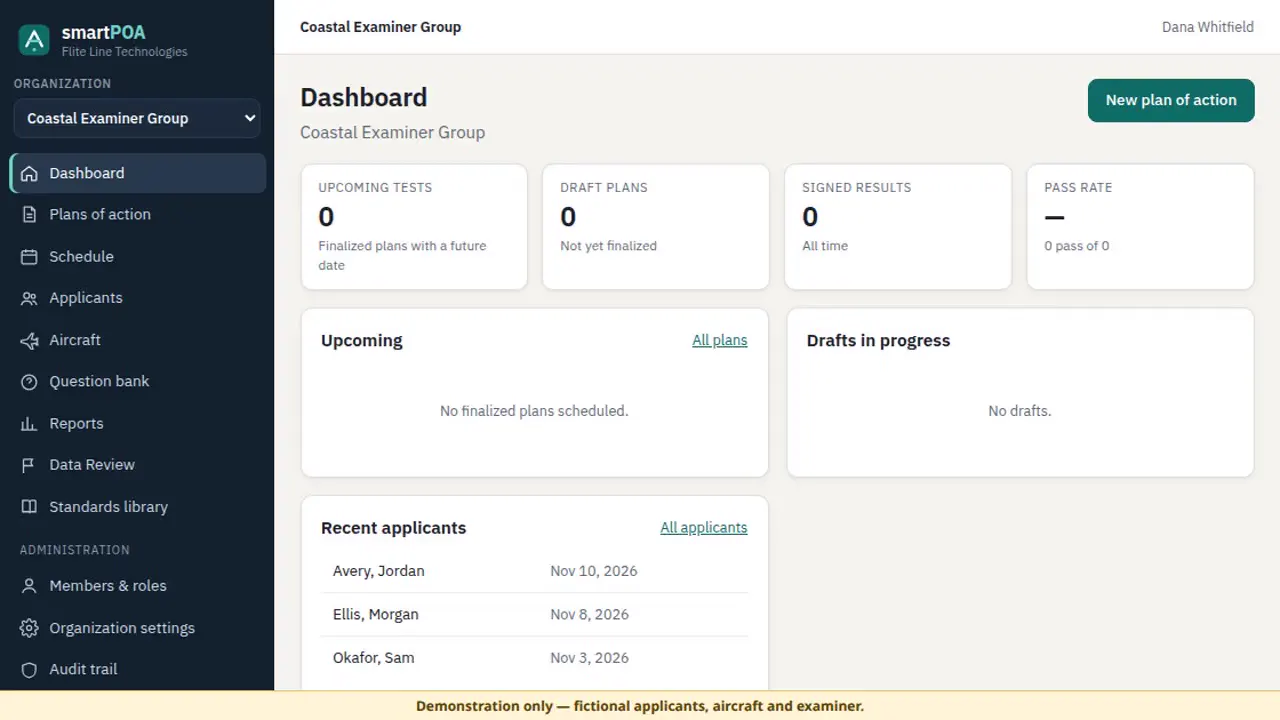 smartPOA
Flite Line Technologies
ORGANIZATION
Coastal Examiner Group
Dashboard
Plans of action
Schedule
Applicants
Aircraft
Question bank
Reports
Data Review
Standards library
ADMINISTRATION
Members & roles
Organization settings
Audit trail
Coastal Examiner Group
Dana Whitfield
Dashboard
Coastal Examiner Group
New plan of action
UPCOMING TESTS
0
Finalized plans with a future
date
DRAFT PLANS
0
Not yet finalized
SIGNED RESULTS
0
All time
PASS RATE
—
0 pass of 0
Upcoming
All plans
No finalized plans scheduled.
Drafts in progress
No drafts.
Recent applicants
All applicants
Avery, Jordan
Nov 10, 2026
Ellis, Morgan
Nov 8, 2026
Okafor, Sam
Nov 3, 2026
Demonstration only — fictional applicants, aircraft and examiner.